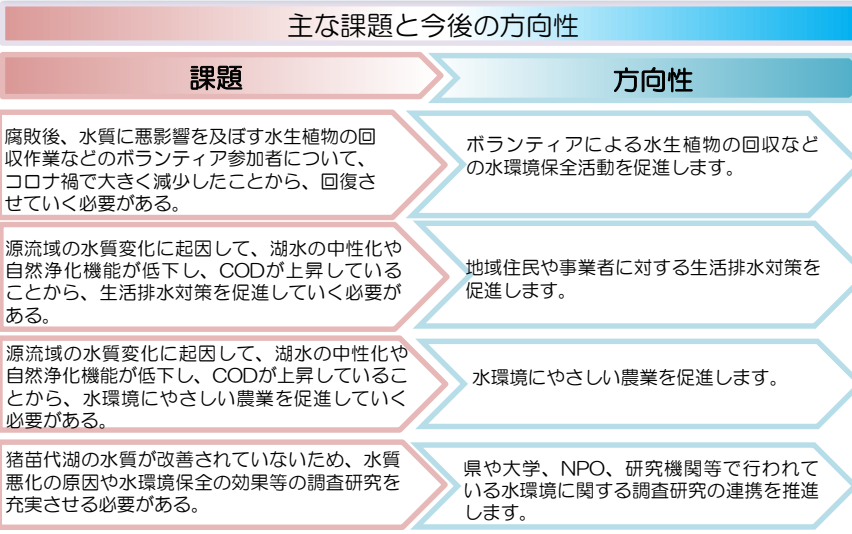 主な課題と今後の方向性
課題
方向性
腐敗後、水質に悪影響を及ぼす水生植物の回
収作業などのボランティア参加者について、
コロナ禍で大きく減少したことから、回復さ
せていく必要がある。
ボランティアによる水生植物の回収など
の水環境保全活動を促進します。
源流域の水質変化に起因して、湖水の中性化や
自然浄化機能が低下し、CODが上昇している
ことから、生活排水対策を促進していく必要が
ある。
地域住民や事業者に対する生活排水対策を
促進します。
源流域の水質変化に起因して、湖水の中性化や
自然浄化機能が低下し、CODが上昇しているこ
とから、水環境にやさしい農業を促進していく
必要がある。
水環境にやさしい農業を促進します。
猪苗代湖の水質が改善されていないため、水質
悪化の原因や水環境保全の効果等の調査研究を
充実させる必要がある。
県や大学、NPO、研究機関等で行われて
いる水環境に関する調査研究の連携を推進
します。